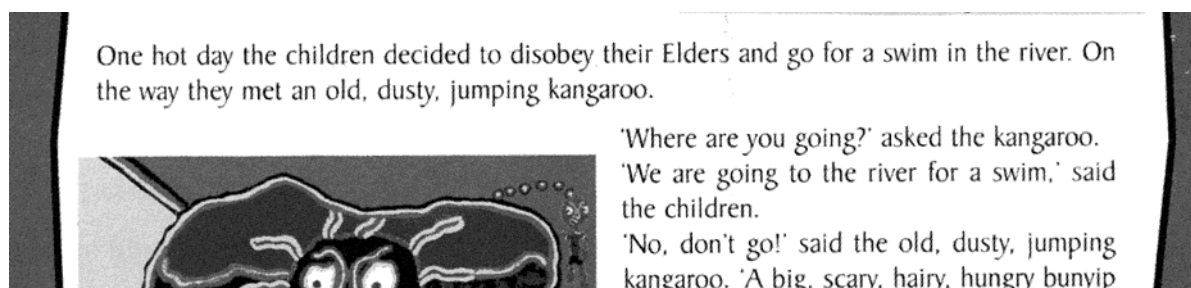 One hot day the children decided to disobey their Elders and go for a swim in the river. On
the way they met an old, dusty, jumping kangaroo.
'Where are you going?' asked the kangaroo.
'We are going to the river for a swim,' said
the children.
'No, don't go!' said the old, dusty, jumping
kangaroo. 'A big, scary, hairy, hungry bunyip